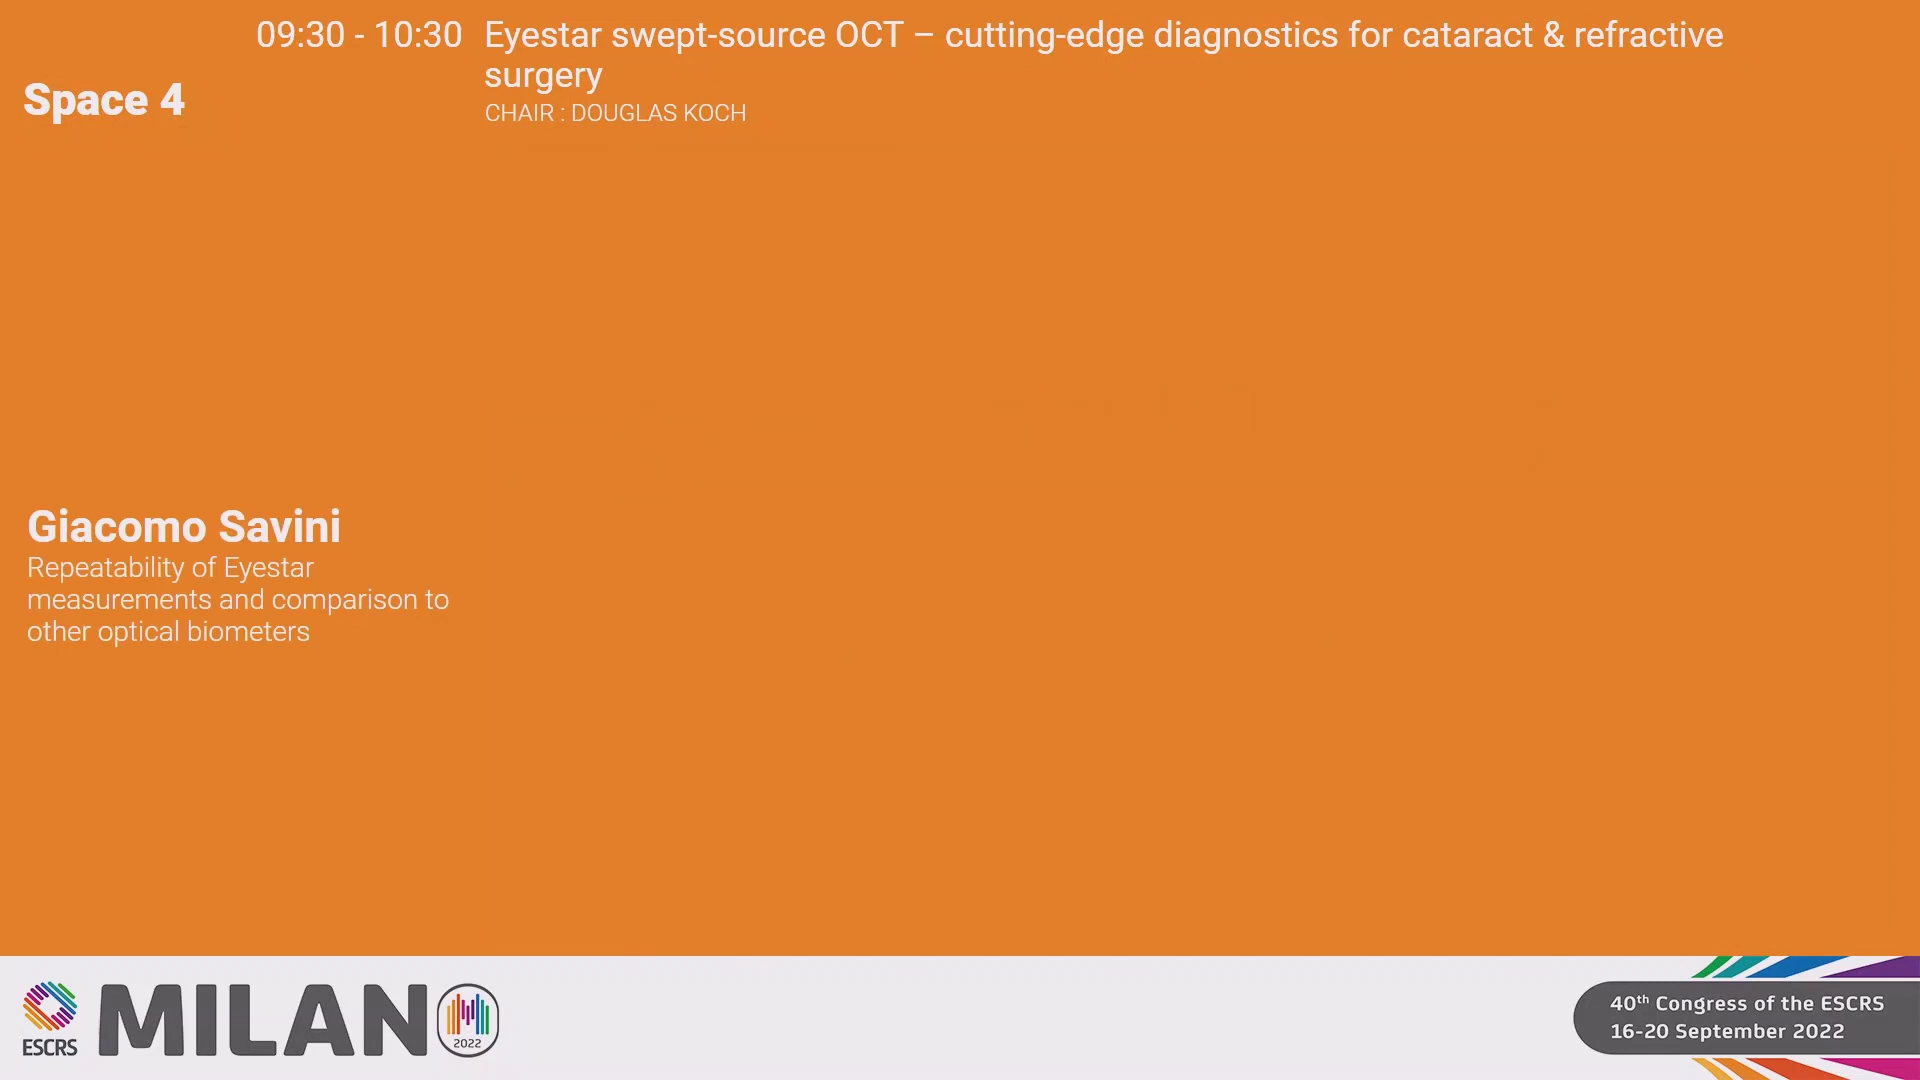 09:30 - 10:30
Eyestar swept-source OCT – cutting-edge diagnostics for cataract & refractive
surgery
Space 4
CHAIR : DOUGLAS KOCH
Giacomo Savini
Repeatability of Eyestar
measurements and comparison to
other optical biometers
ESCRS
MILANO
2022
40th Congress of the ESCRS
16-20 September 2022